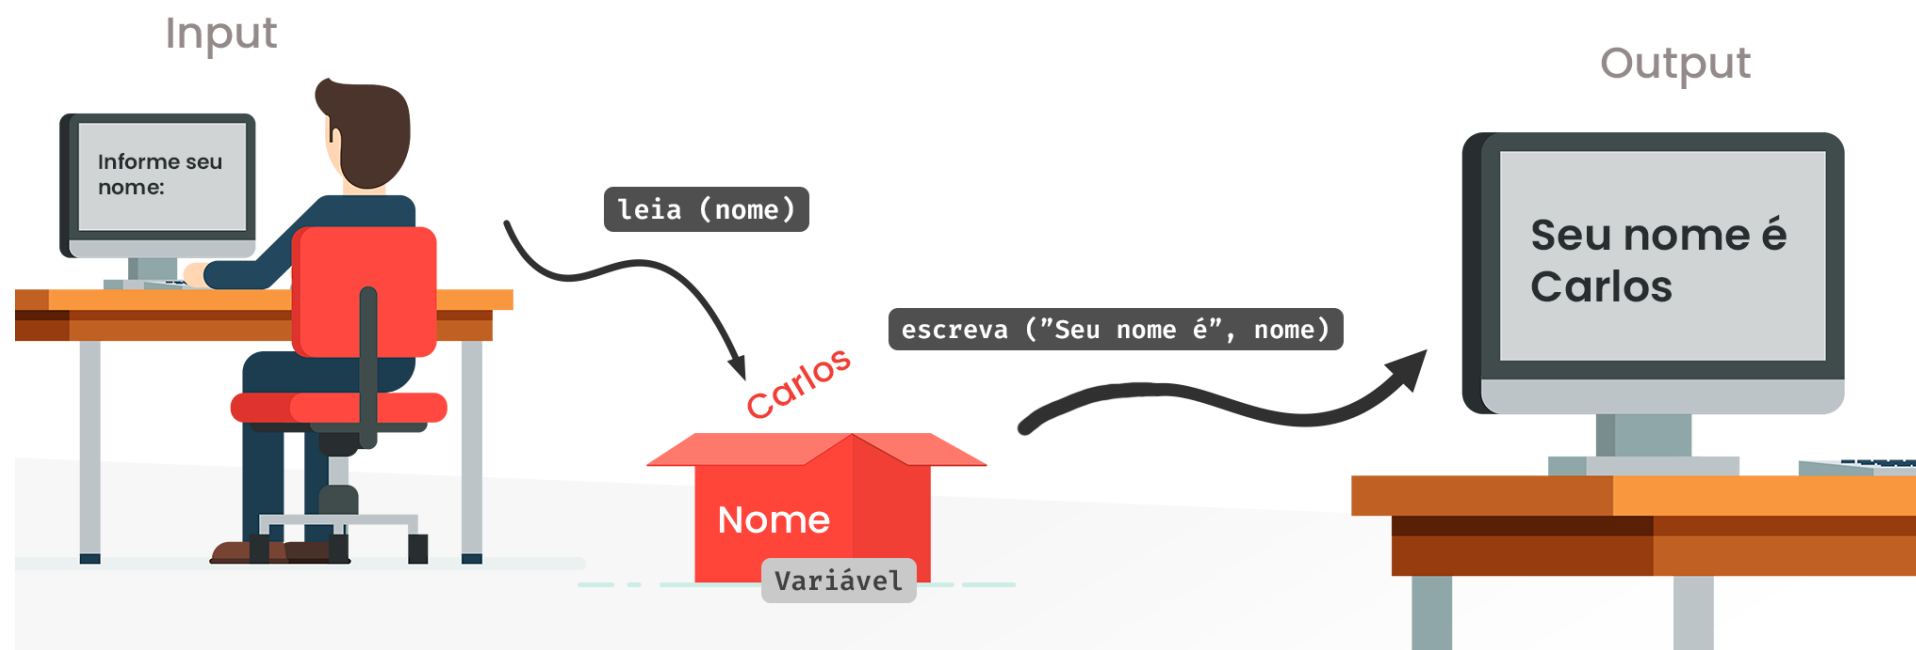 Input
Output
Informe seu
nome:
leia (nome)
escreva (”Seu nome é”, nome)
Seu nome é
Carlos
Carlos
Nome
Variável